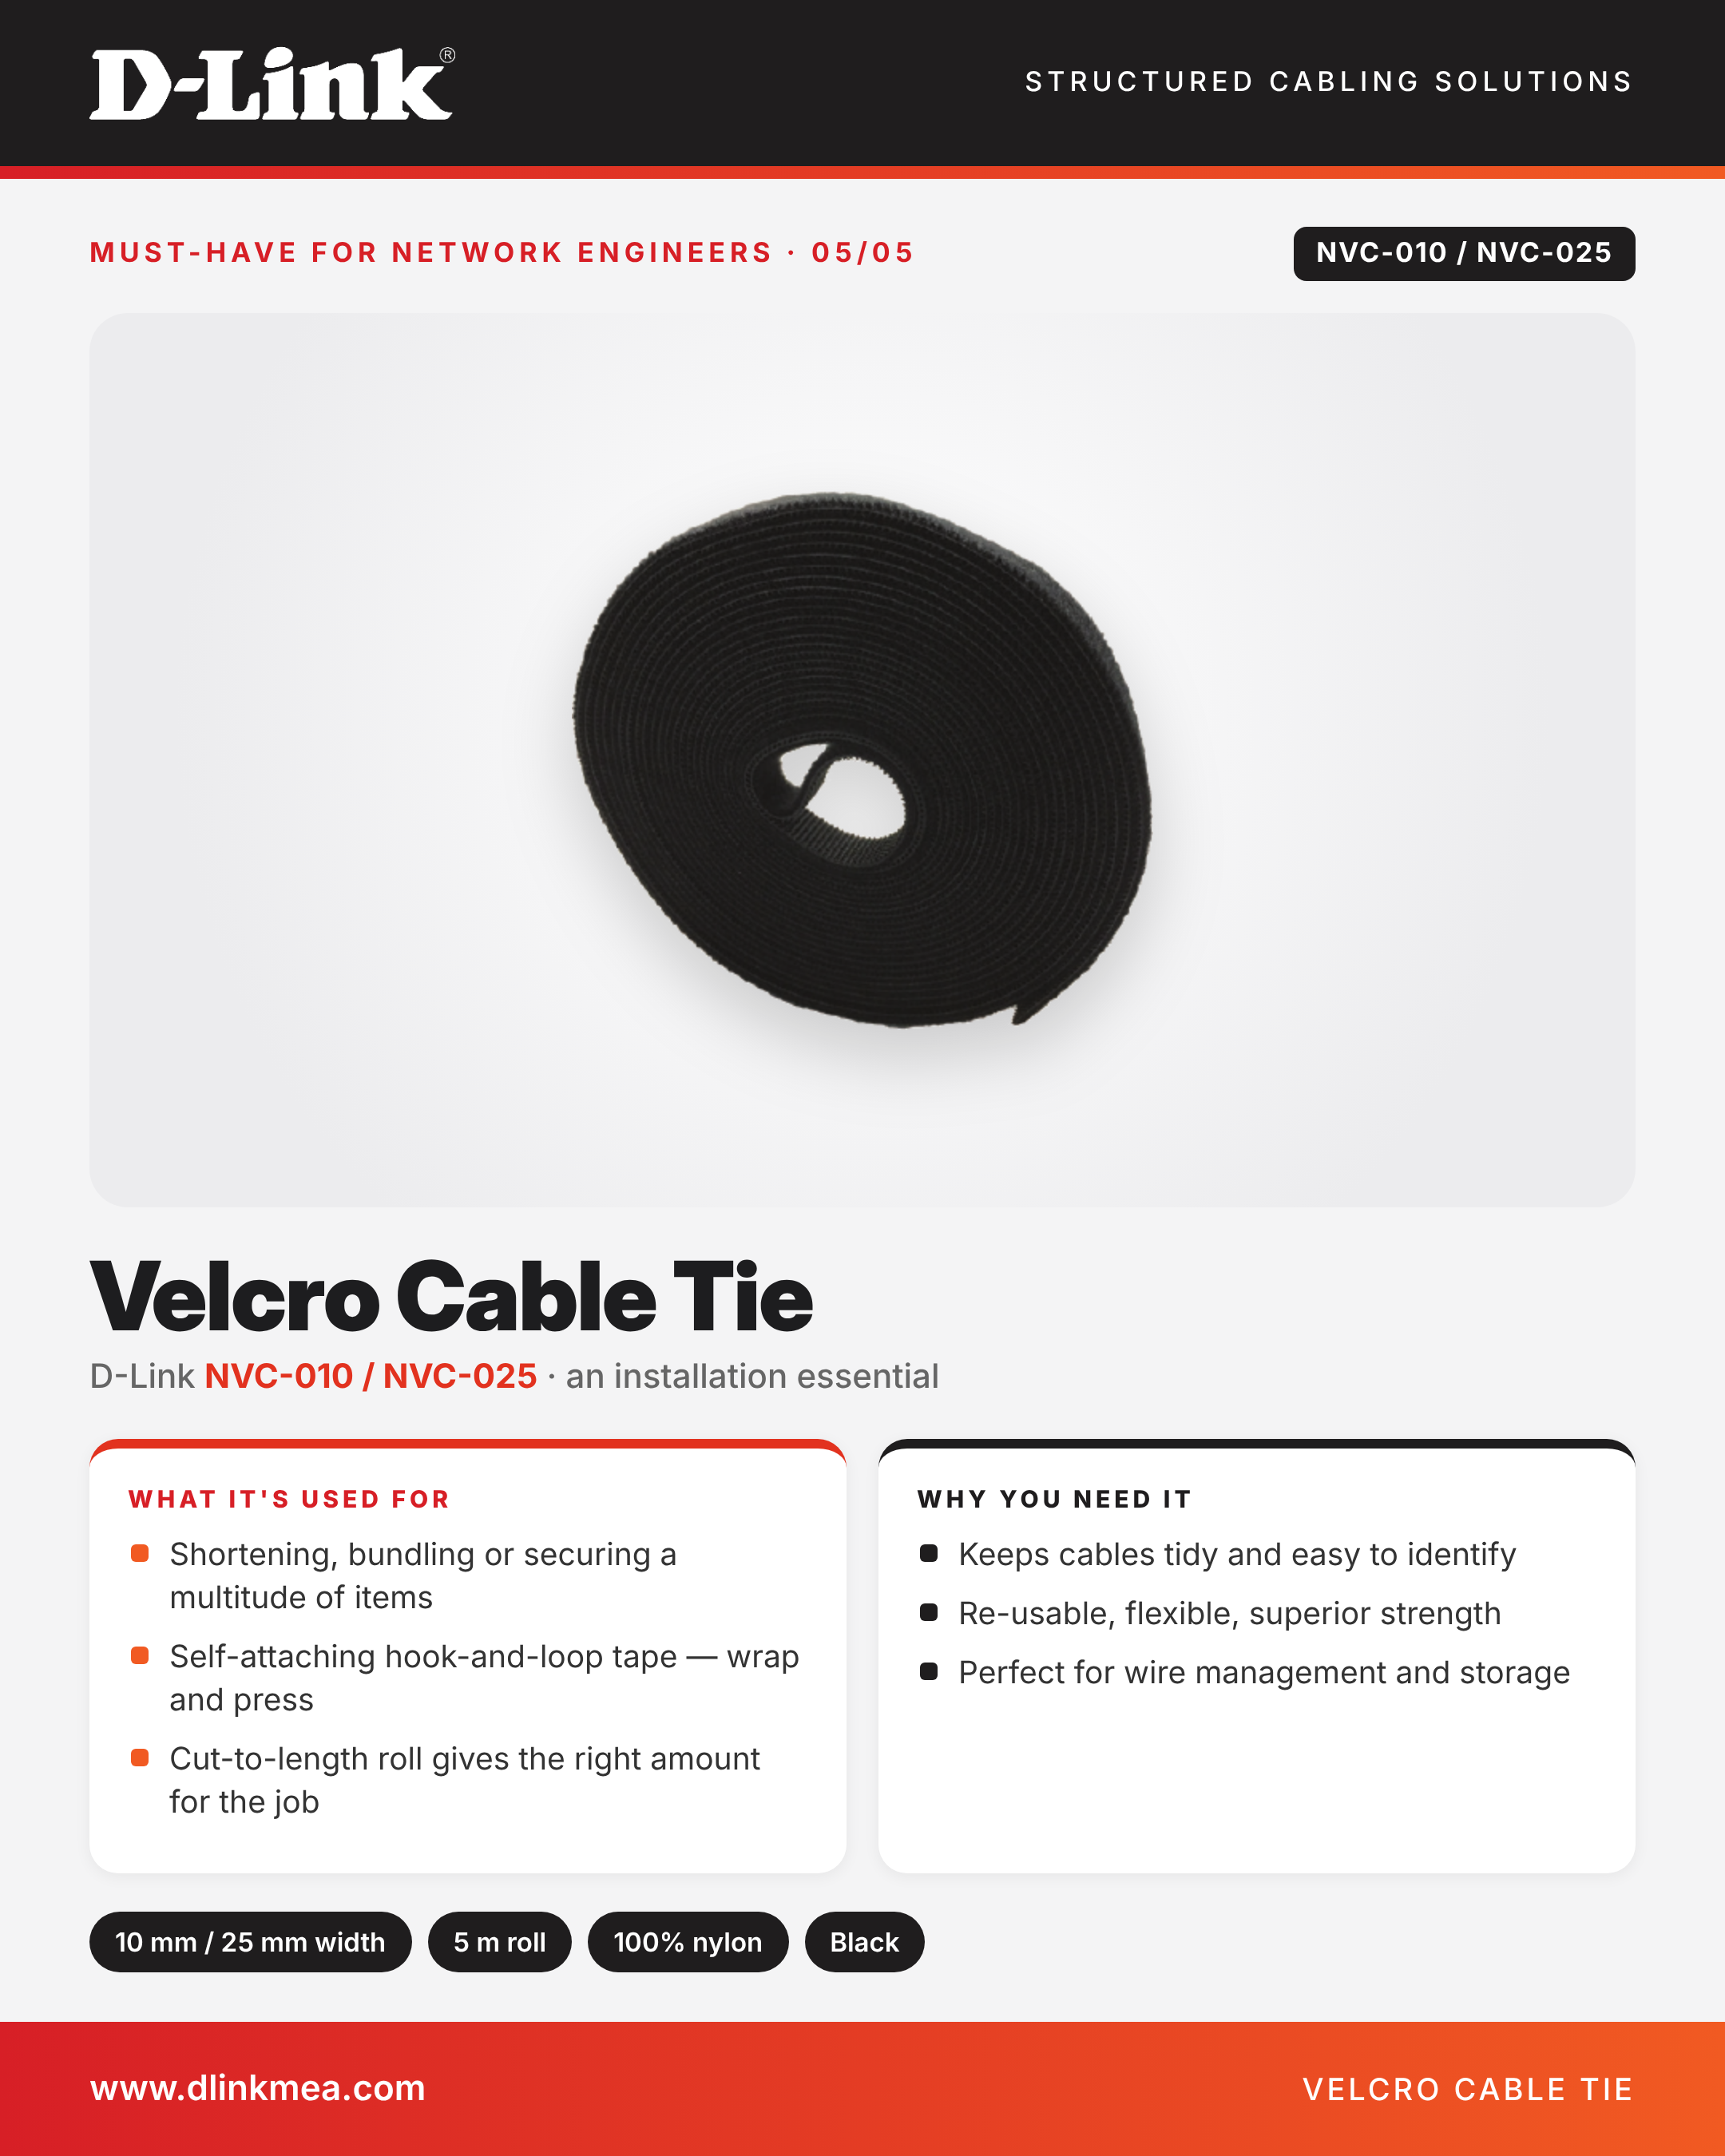 D-Link®
STRUCTURED CABLING SOLUTIONS
MUST-HAVE FOR NETWORK ENGINEERS · 05/05
NVC-010 / NVC-025
Velcro Cable Tie
D-Link NVC-010 / NVC-025 · an installation essential
WHAT IT'S USED FOR
Shortening, bundling or securing a
multitude of items
Self-attaching hook-and-loop tape — wrap
and press
Cut-to-length roll gives the right amount
for the job
WHY YOU NEED IT
Keeps cables tidy and easy to identify
Re-usable, flexible, superior strength
Perfect for wire management and storage
10 mm / 25 mm width
5 m roll
100% nylon
Black
www.dlinkmea.com
VELCRO CABLE TIE